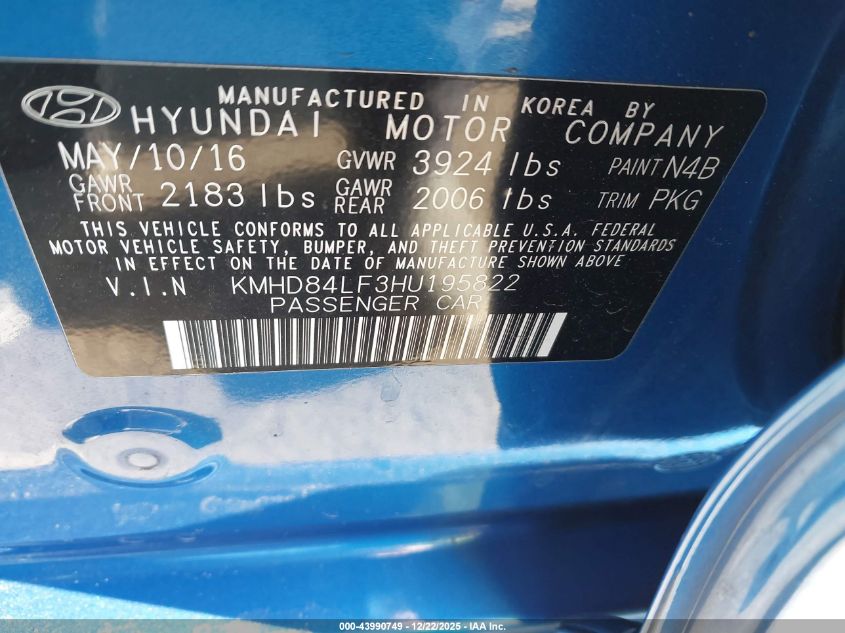 MANUFACTURED IN KOREA BY
HYUNDAI MOTOR COMPANY
MAY/10/16 GVWR 3924 lbs PAINT N4B
GAWR FRONT 2183 lbs GAWR REAR 2006 lbs TRIM PKG
THIS VEHICLE CONFORMS TO ALL APPLICABLE U.S.A. FEDERAL
MOTOR VEHICLE SAFETY, BUMPER, AND THEFT PREVENTION STANDARDS
IN EFFECT ON THE DATE OF MANUFACTURE SHOWN ABOVE
V.I.N KMHD84LF3HU195822
PASSENGER CAR
000-43990749 - 12/22/2025 - IAA Inc.